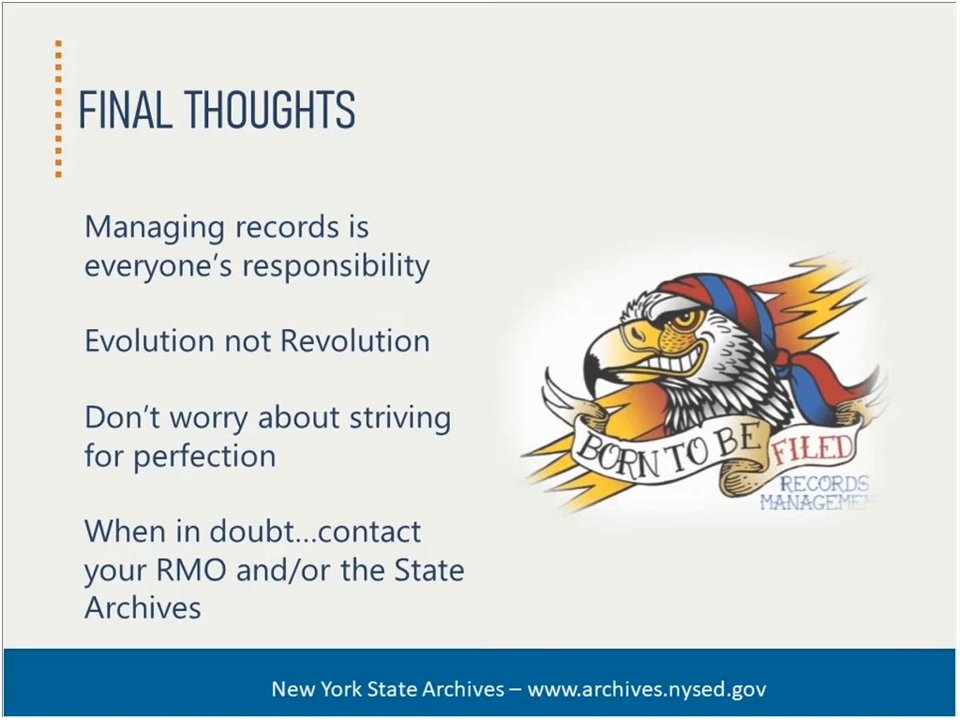 FINAL THOUGHTS
Managing records is
everyone’s responsibility
Evolution not Revolution
Don’t worry about striving
for perfection
When in doubt...contact
your RMO and/or the State
Archives
BORN TO BE FILED
RECORDS
MANAGEMENT
New York State Archives – www.archives.nysed.gov